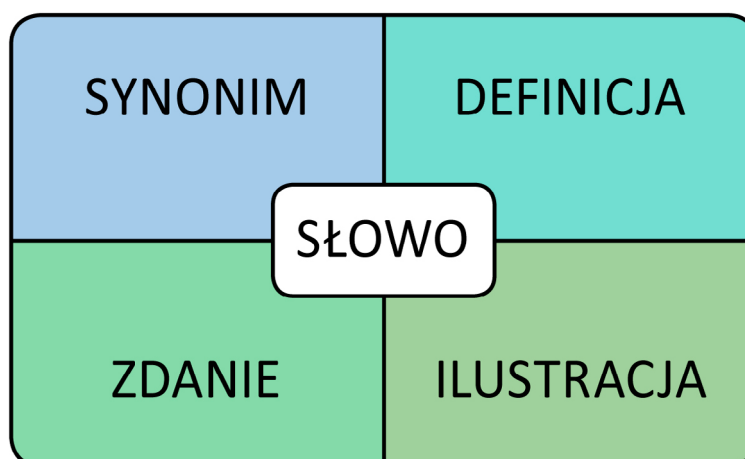 SYNONIM
DEFINICJA
SŁOWO
ZDANIE
ILUSTRACJA